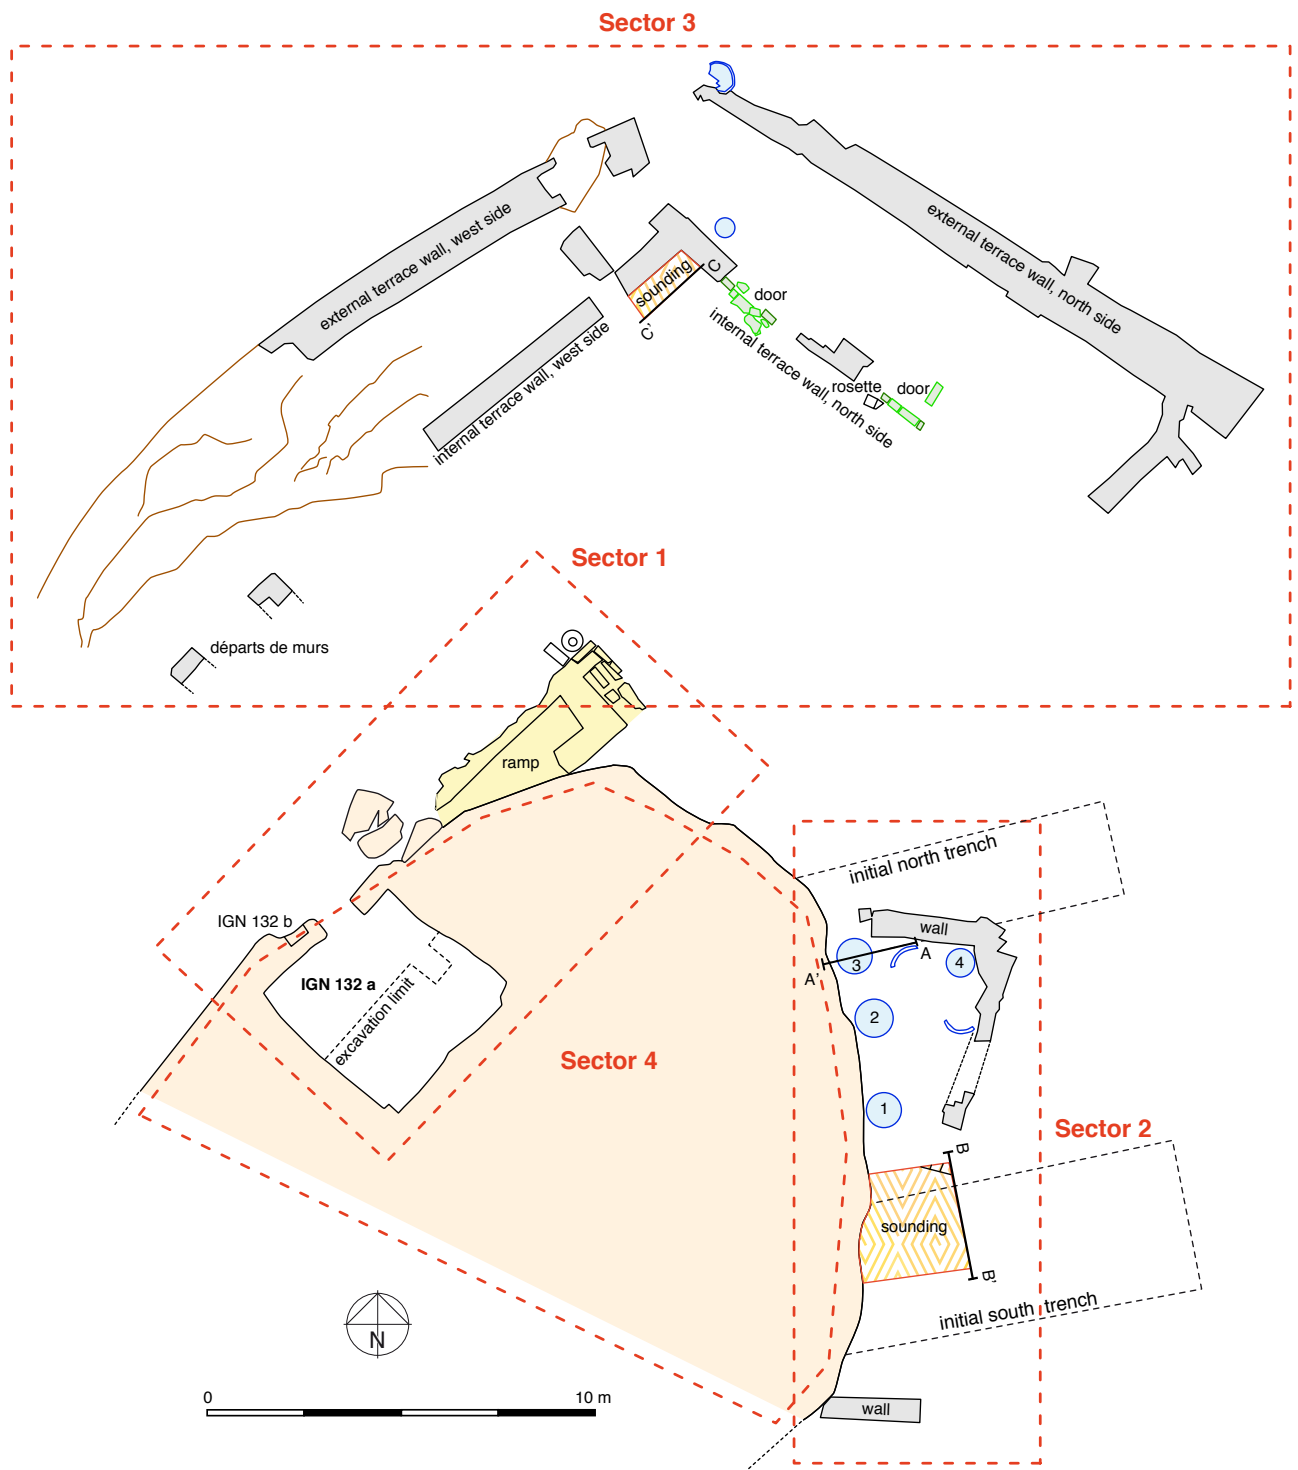 Sector 3
external terrace wall, west side
external terrace wall, north side
sounding
C
C'
door
internal terrace wall, west side
internal terrace wall, north side
rosette
door
Sector 1
départs de murs
ramp
initial north trench
IGN 132 b
wall
3
A
A'
4
IGN 132 a
excavation limit
2
Sector 4
1
Sector 2
B
sounding
B'
initial south trench
N
0
10 m
wall